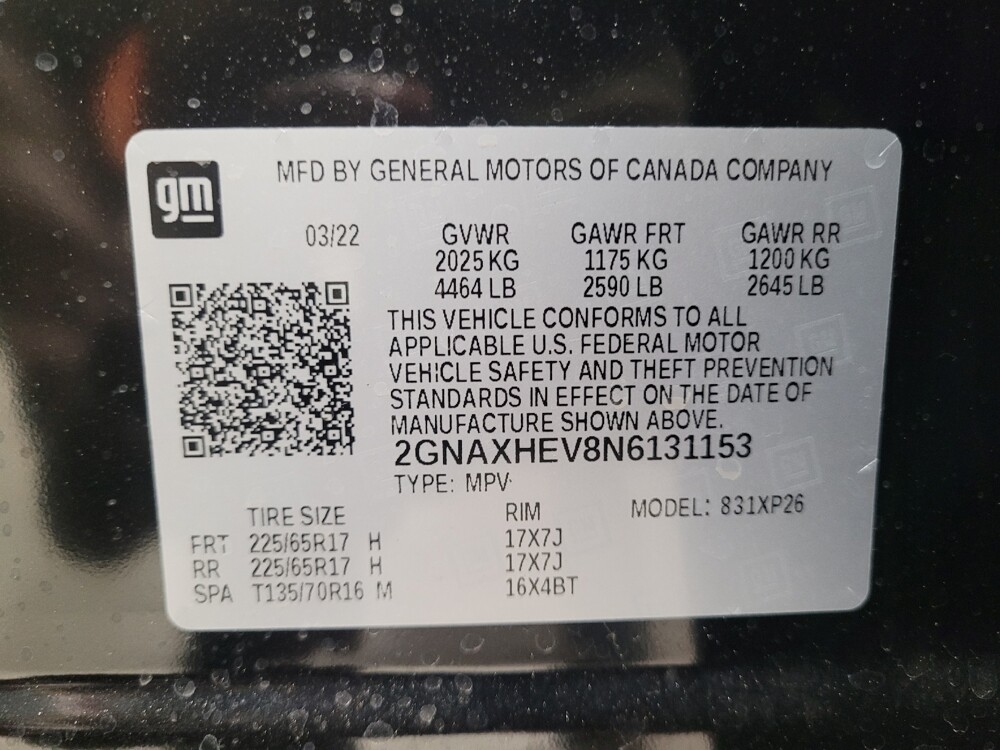 gm
MFD BY GENERAL MOTORS OF CANADA COMPANY
03/22 GVWR GAWR FRT GAWR RR
2025 KG 1175 KG 1200 KG
4464 LB 2590 LB 2645 LB
THIS VEHICLE CONFORMS TO ALL
APPLICABLE U.S. FEDERAL MOTOR
VEHICLE SAFETY AND THEFT PREVENTION
STANDARDS IN EFFECT ON THE DATE OF
MANUFACTURE SHOWN ABOVE.
2GNAXHEV8N6131153
TYPE: MPV
TIRE SIZE RIM MODEL: 831XP26
FRT 225/65R17 H 17X7J
RR 225/65R17 H 17X7J
SPA T135/70R16 M 16X4BT